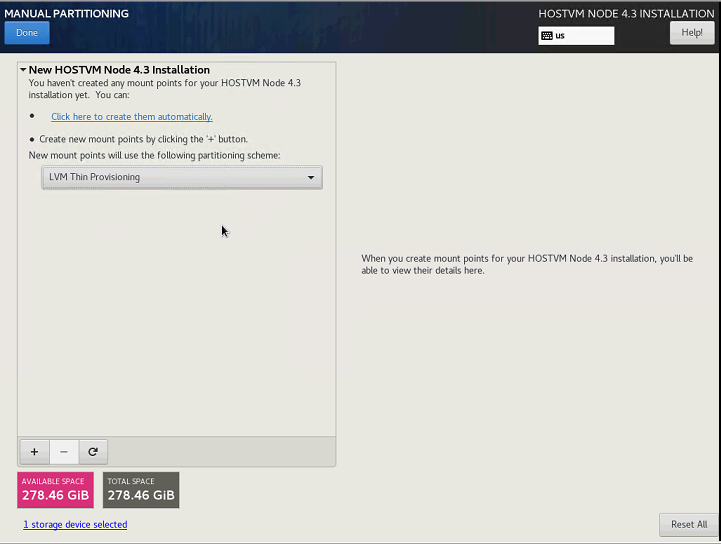 MANUAL PARTITIONING
HOSTVM NODE 4.3 INSTALLATION
Done
us
Help!
New HOSTVM Node 4.3 Installation
You haven't created any mount points for your HOSTVM Node 4.3
installation yet. You can:
• Click here to create them automatically.
• Create new mount points by clicking the '+' button.
New mount points will use the following partitioning scheme:
LVM Thin Provisioning
When you create mount points for your HOSTVM Node 4.3 installation, you'll be
able to view their details here.
+ −
AVAILABLE SPACE
278.46 GiB
TOTAL SPACE
278.46 GiB
1 storage device selected
Reset All